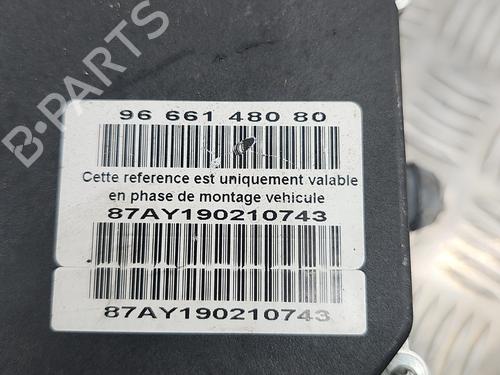 96 661 480 80
Cette reference est uniquement valable
en phase de montage vehicule
87AY190210743
87AY190210743
B-PARTS